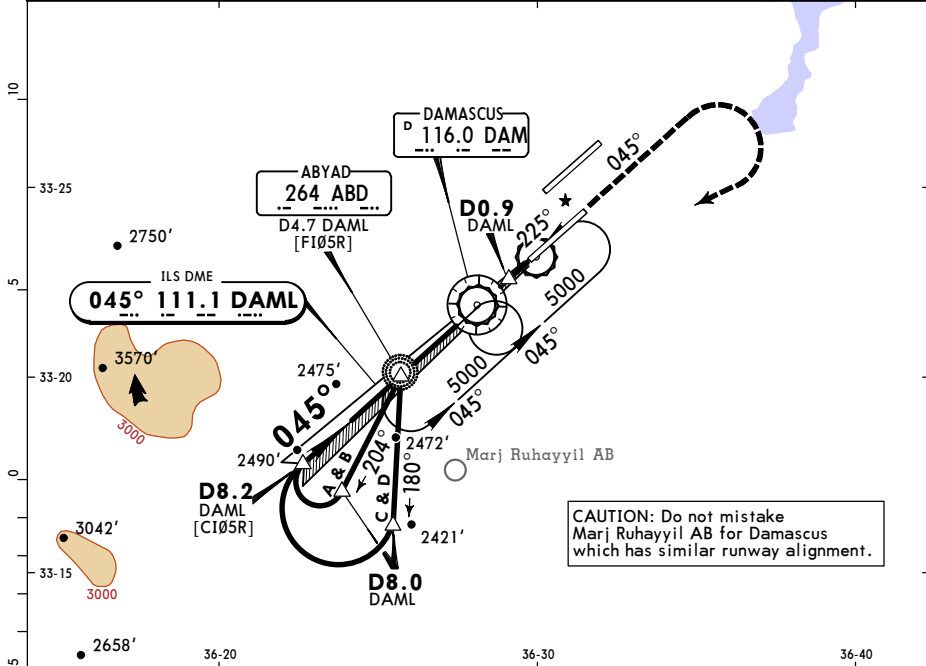 10
5
0
5
33-25
33-20
33-15
36-20
36-30
36-40
DAMASCUS
D 116.0 DAM
ABYAD
264 ABD
D4.7 DAML
[FIØ5R]
D0.9
DAML
045°
225°
2750'
ILS DME
045° 111.1 DAML
5000
045°
3570'
3000
2475'
045°
5000
045°
2490'
2472'
Marj Ruhayyil AB
A & B
204°
C & D
180°
D8.2
DAML
[CIØ5R]
2421'
CAUTION: Do not mistake
Marj Ruhayyil AB for Damascus
which has similar runway alignment.
3042'
3000
D8.0
DAML
2658'